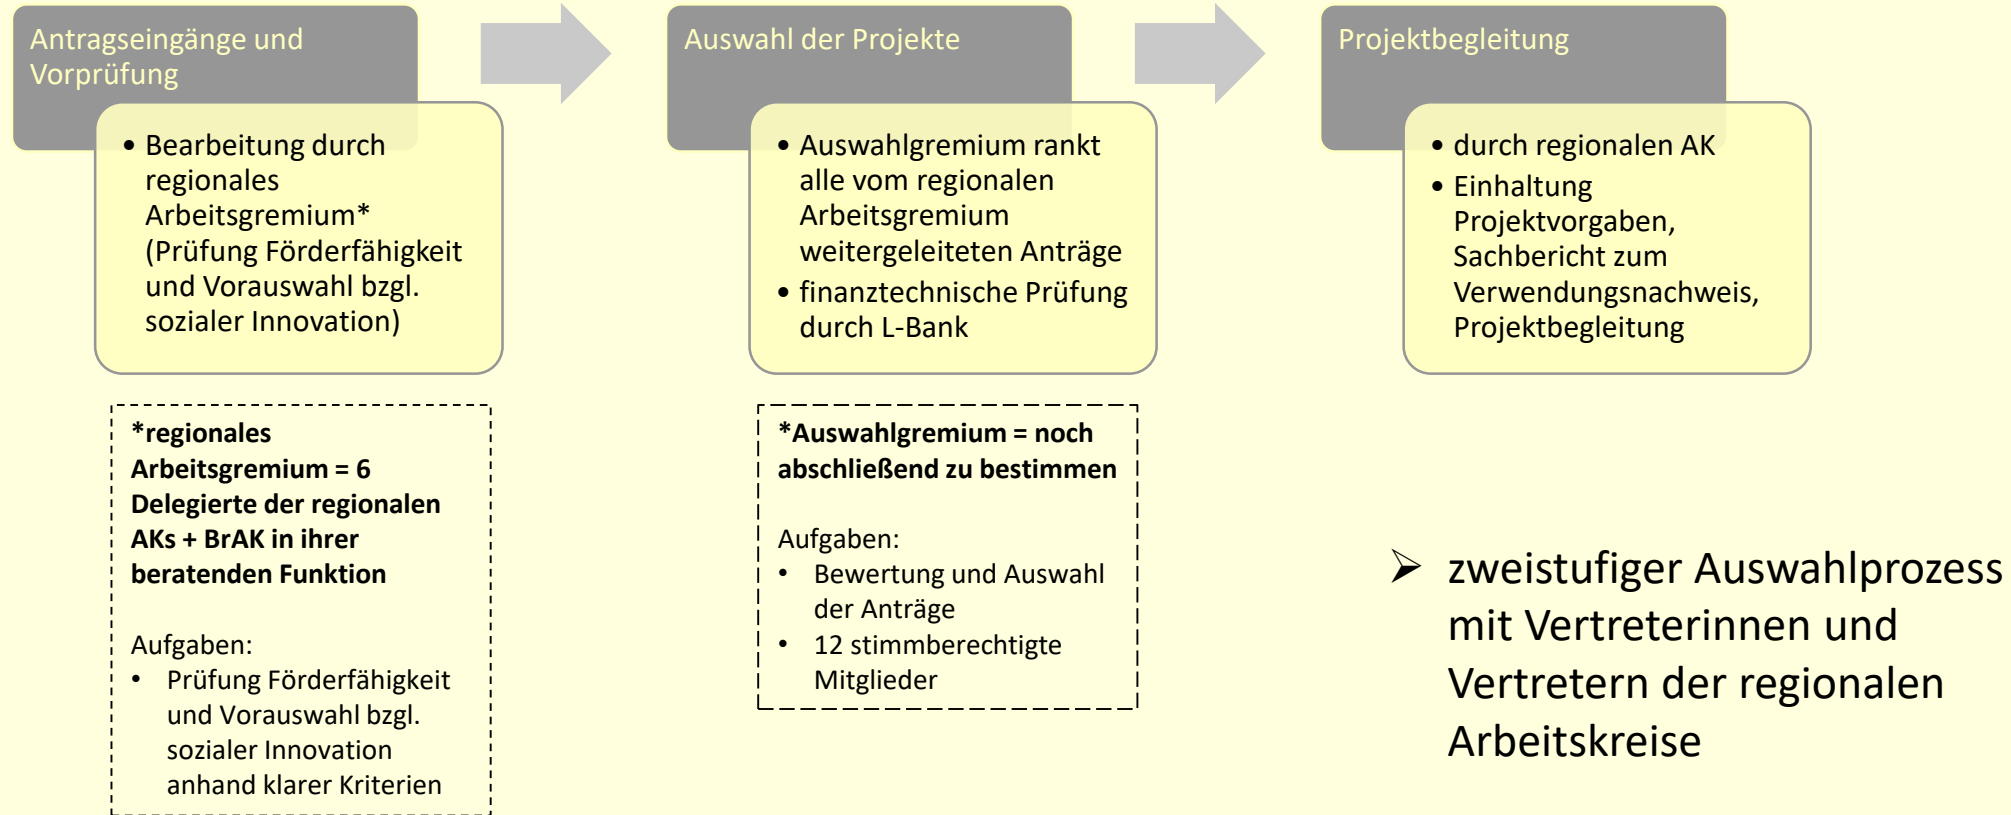 Antragseingänge und
Vorprüfung
• Bearbeitung durch
regionales
Arbeitsgremium*
(Prüfung Förderfähigkeit
und Vorauswahl bzgl.
sozialer Innovation)
*regionales
Arbeitsgremium = 6
Delegierte der regionalen
AKs + BrAK in ihrer
beratenden Funktion
Aufgaben:
• Prüfung Förderfähigkeit
und Vorauswahl bzgl.
sozialer Innovation
anhand klarer Kriterien
Auswahl der Projekte
• Auswahlgremium rankt
alle vom regionalen
Arbeitsgremium
weitergeleiteten Anträge
• finanztechnische Prüfung
durch L-Bank
*Auswahlgremium = noch
abschließend zu bestimmen
Aufgaben:
• Bewertung und Auswahl
der Anträge
• 12 stimmberechtigte
Mitglieder
Projektbegleitung
• durch regionalen AK
• Einhaltung
Projektvorgaben,
Sachbericht zum
Verwendungsnachweis,
Projektbegleitung
➢ zweistufiger Auswahlprozess
mit Vertreterinnen und
Vertretern der regionalen
Arbeitskreise